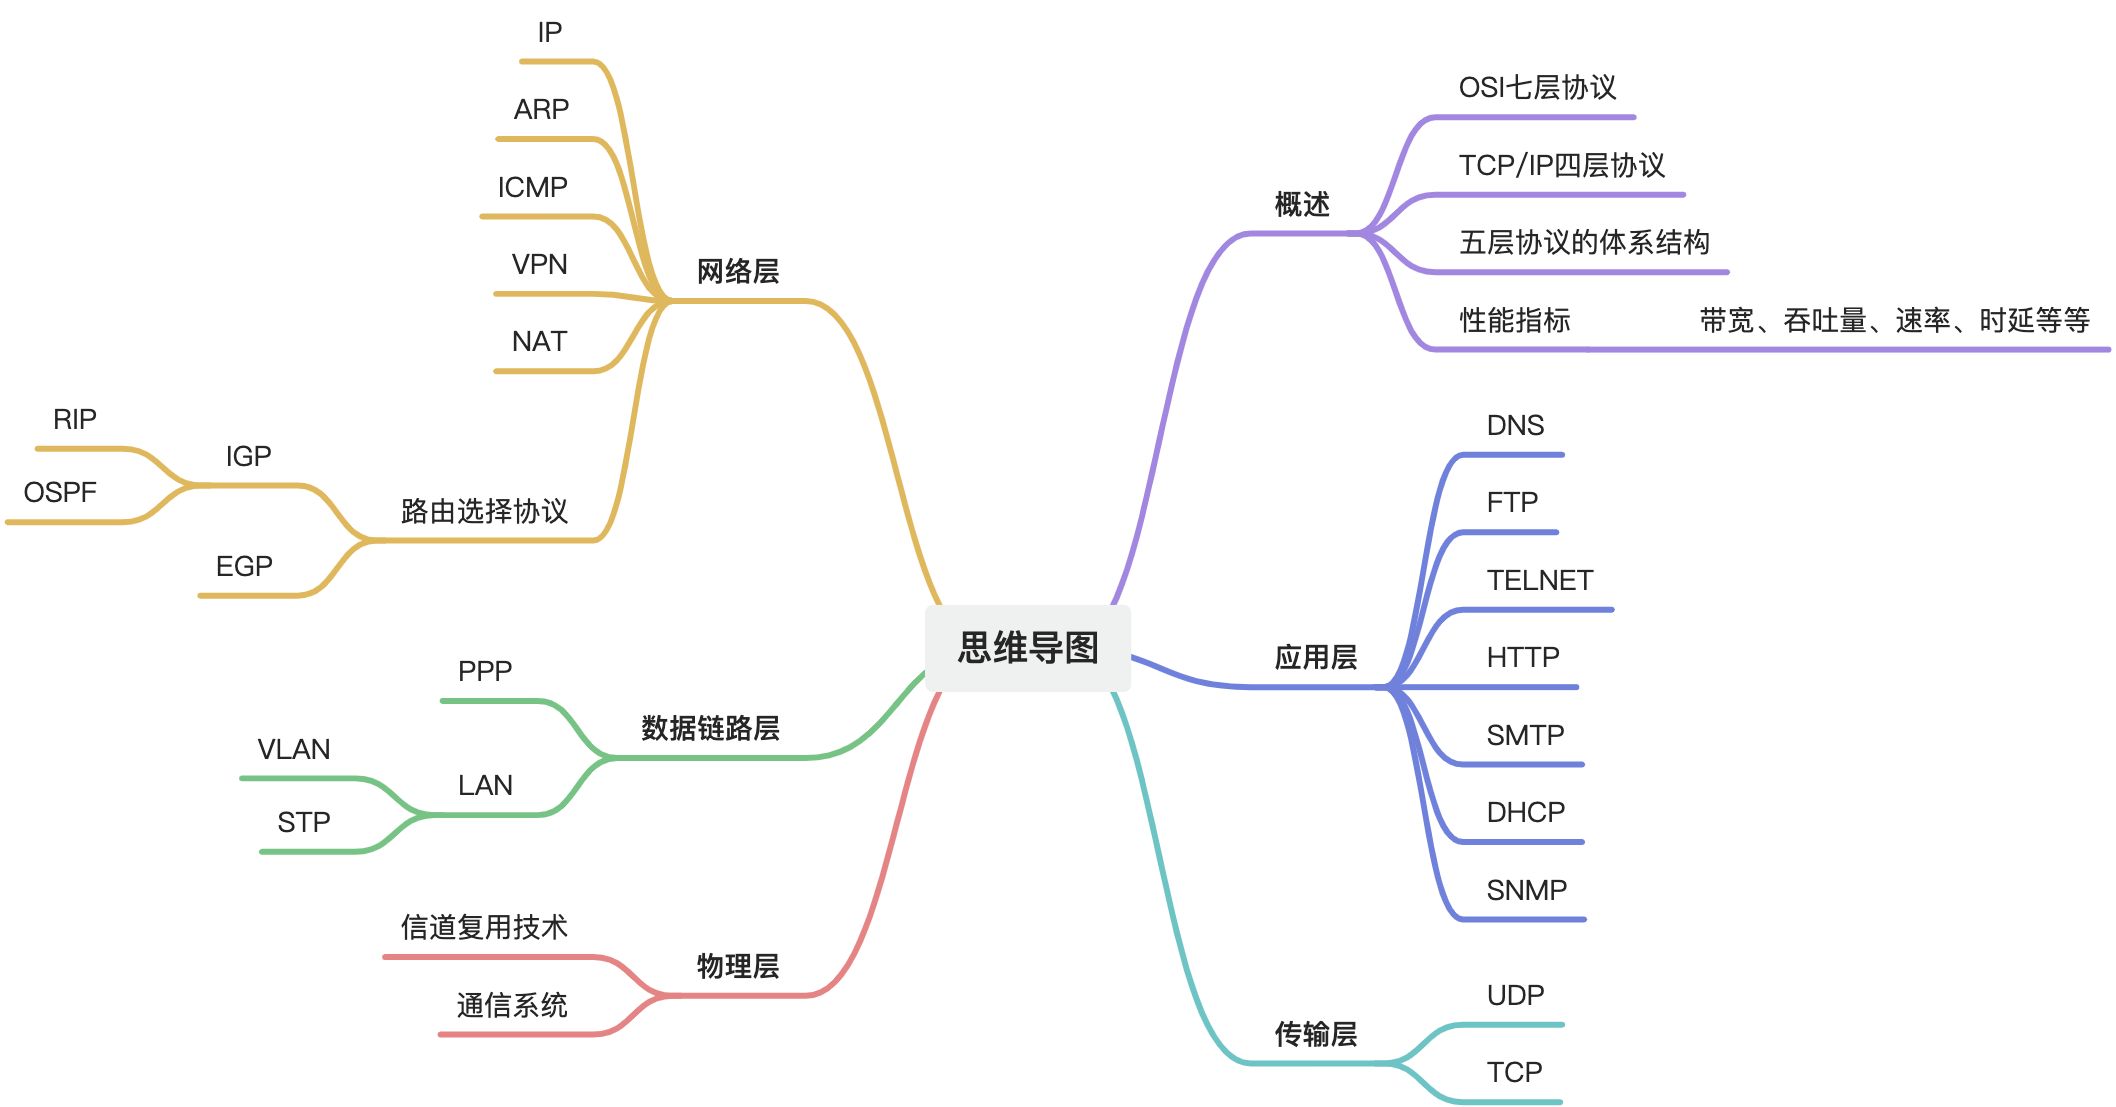 思维导图
概述
OSI七层协议
TCP/IP四层协议
五层协议的体系结构
性能指标
带宽、吞吐量、速率、时延等等
应用层
DNS
FTP
TELNET
HTTP
SMTP
DHCP
SNMP
传输层
UDP
TCP
网络层
IP
ARP
ICMP
VPN
NAT
路由选择协议
IGP
RIP
OSPF
EGP
数据链路层
PPP
LAN
VLAN
STP
物理层
信道复用技术
通信系统